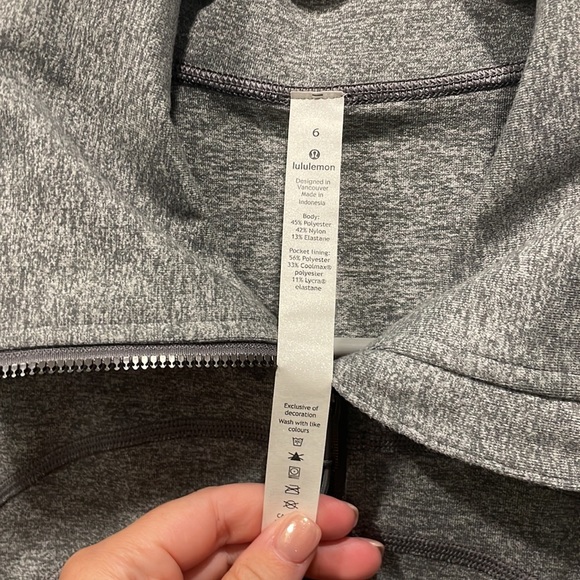 6
lululemon
Designed in
Vancouver
Made in
Indonesia
Body:
45% Polyester
42% Nylon
13% Elastane
Pocket lining:
56% Polyester
33% Coolmax®
polyester
11% Lycra®
elastane
Exclusive of
decoration
Wash with like
colours